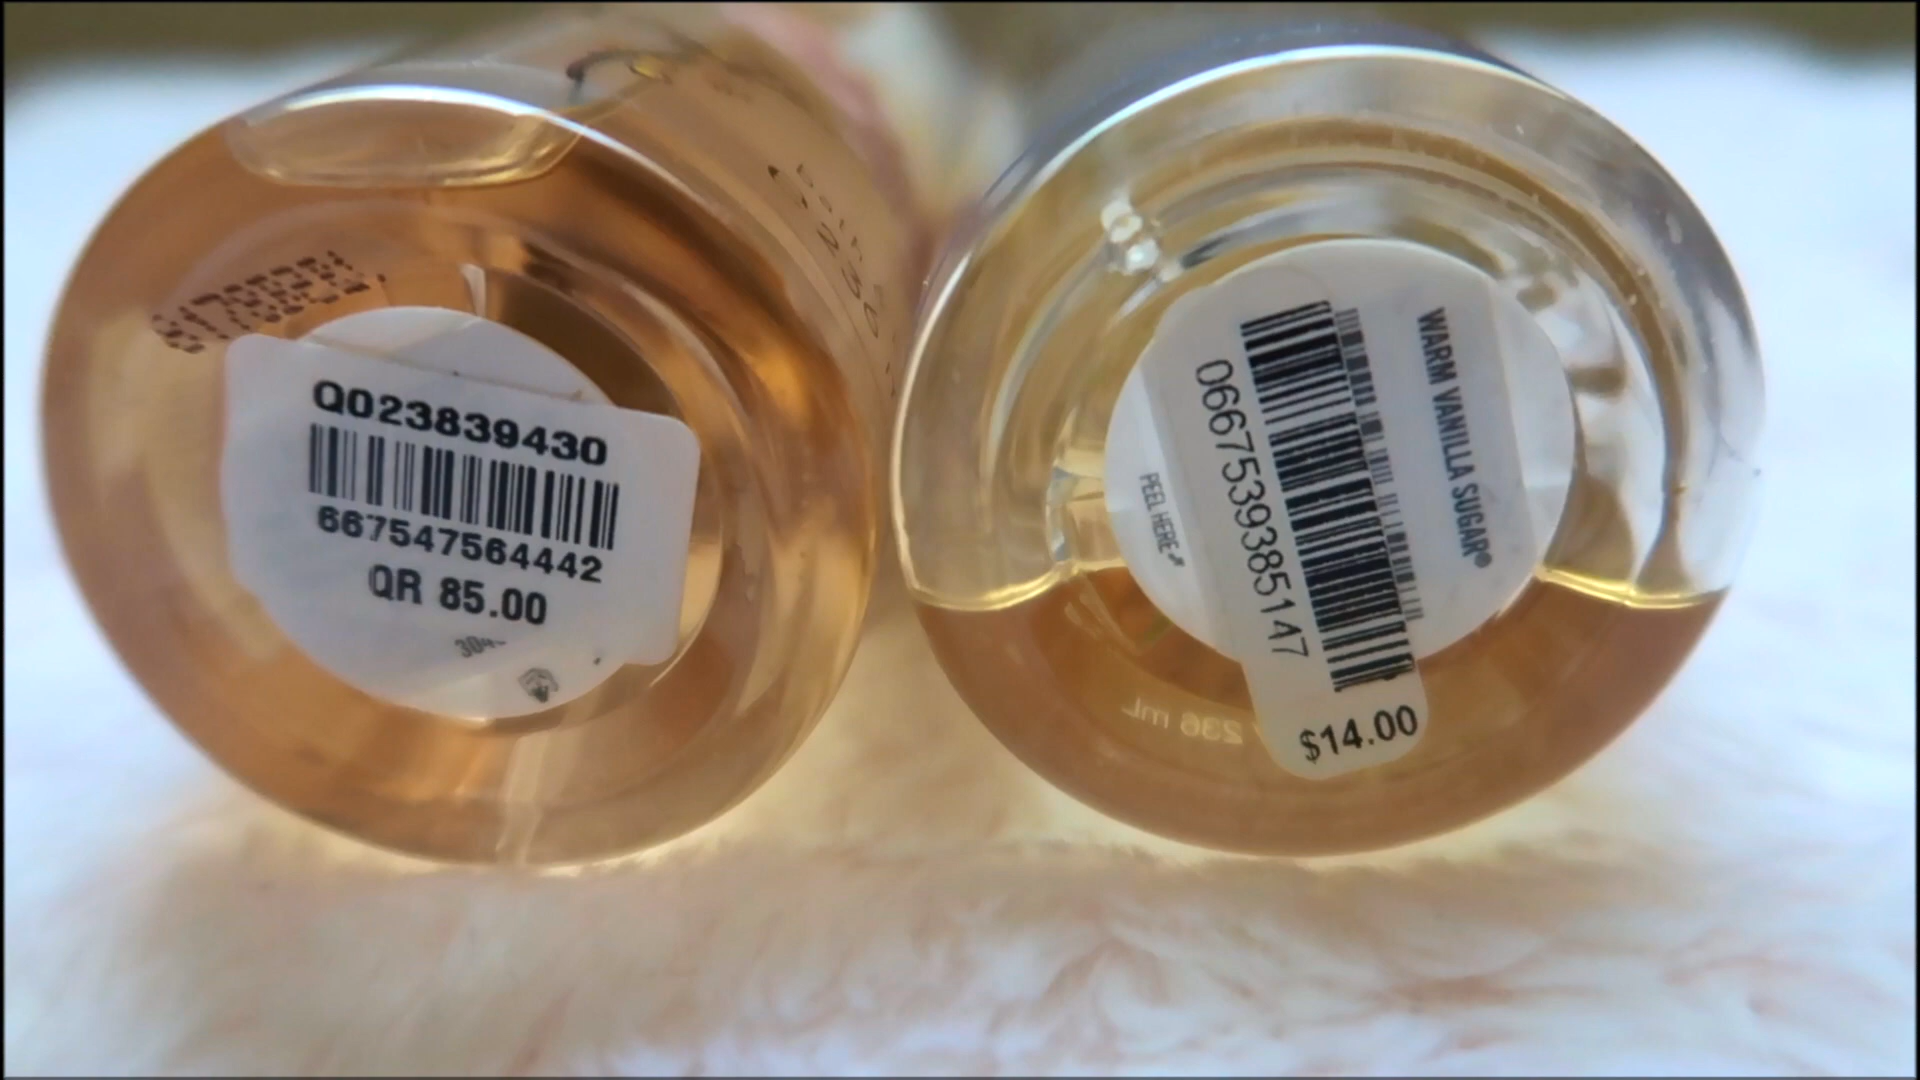 Q023839430
667547564442
QR 85.00
WARM VANILLA SUGAR®
0667539385147
PEEL HERE
$14.00
236 mL